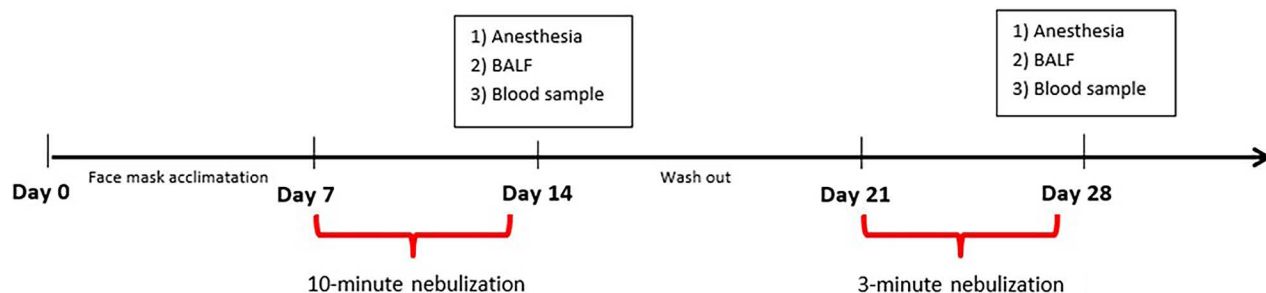 1) Anesthesia
2) BALF
3) Blood sample
1) Anesthesia
2) BALF
3) Blood sample
Face mask acclimatation
Wash out
Day 0
Day 7
Day 14
Day 21
Day 28
10-minute nebulization
3-minute nebulization